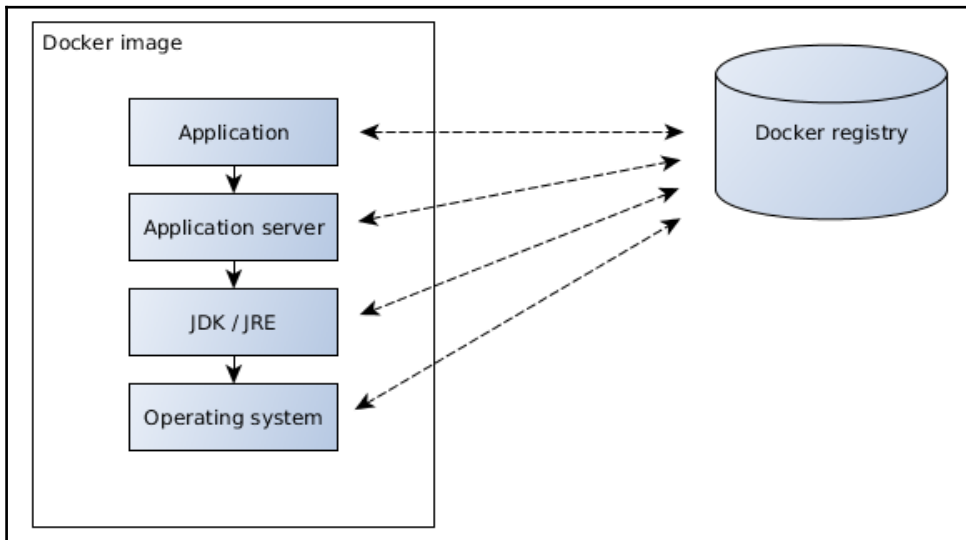 Docker image
Application
Application server
JDK / JRE
Operating system
Docker registry